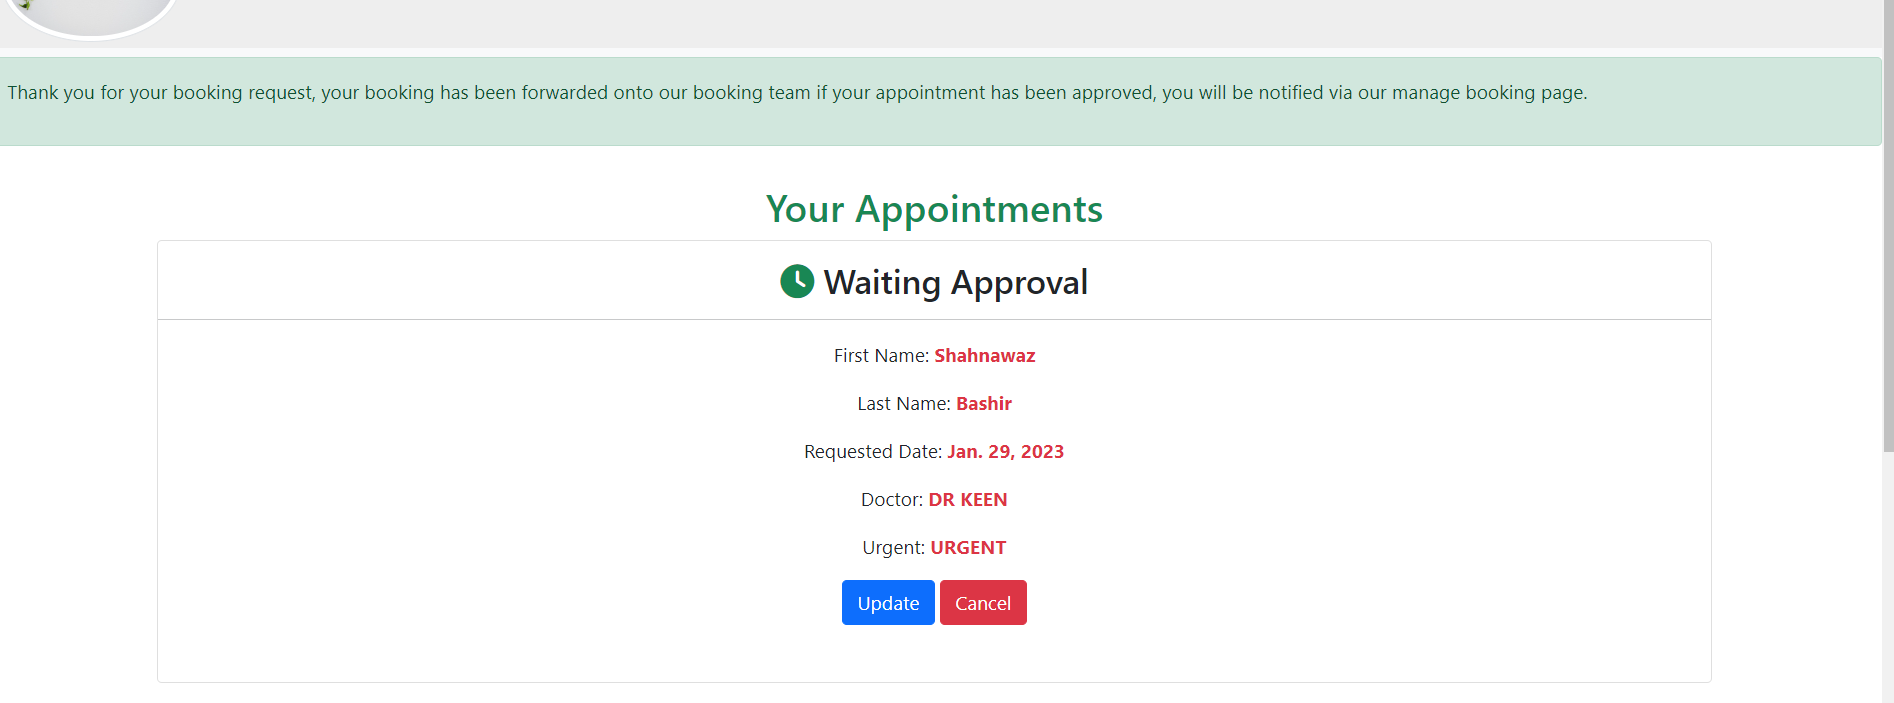 Thank you for your booking request, your booking has been forwarded onto our booking team if your appointment has been approved, you will be notified via our manage booking page.
Your Appointments
Waiting Approval
First Name: Shahnawaz
Last Name: Bashir
Requested Date: Jan. 29, 2023
Doctor: DR KEEN
Urgent: URGENT
Update Cancel